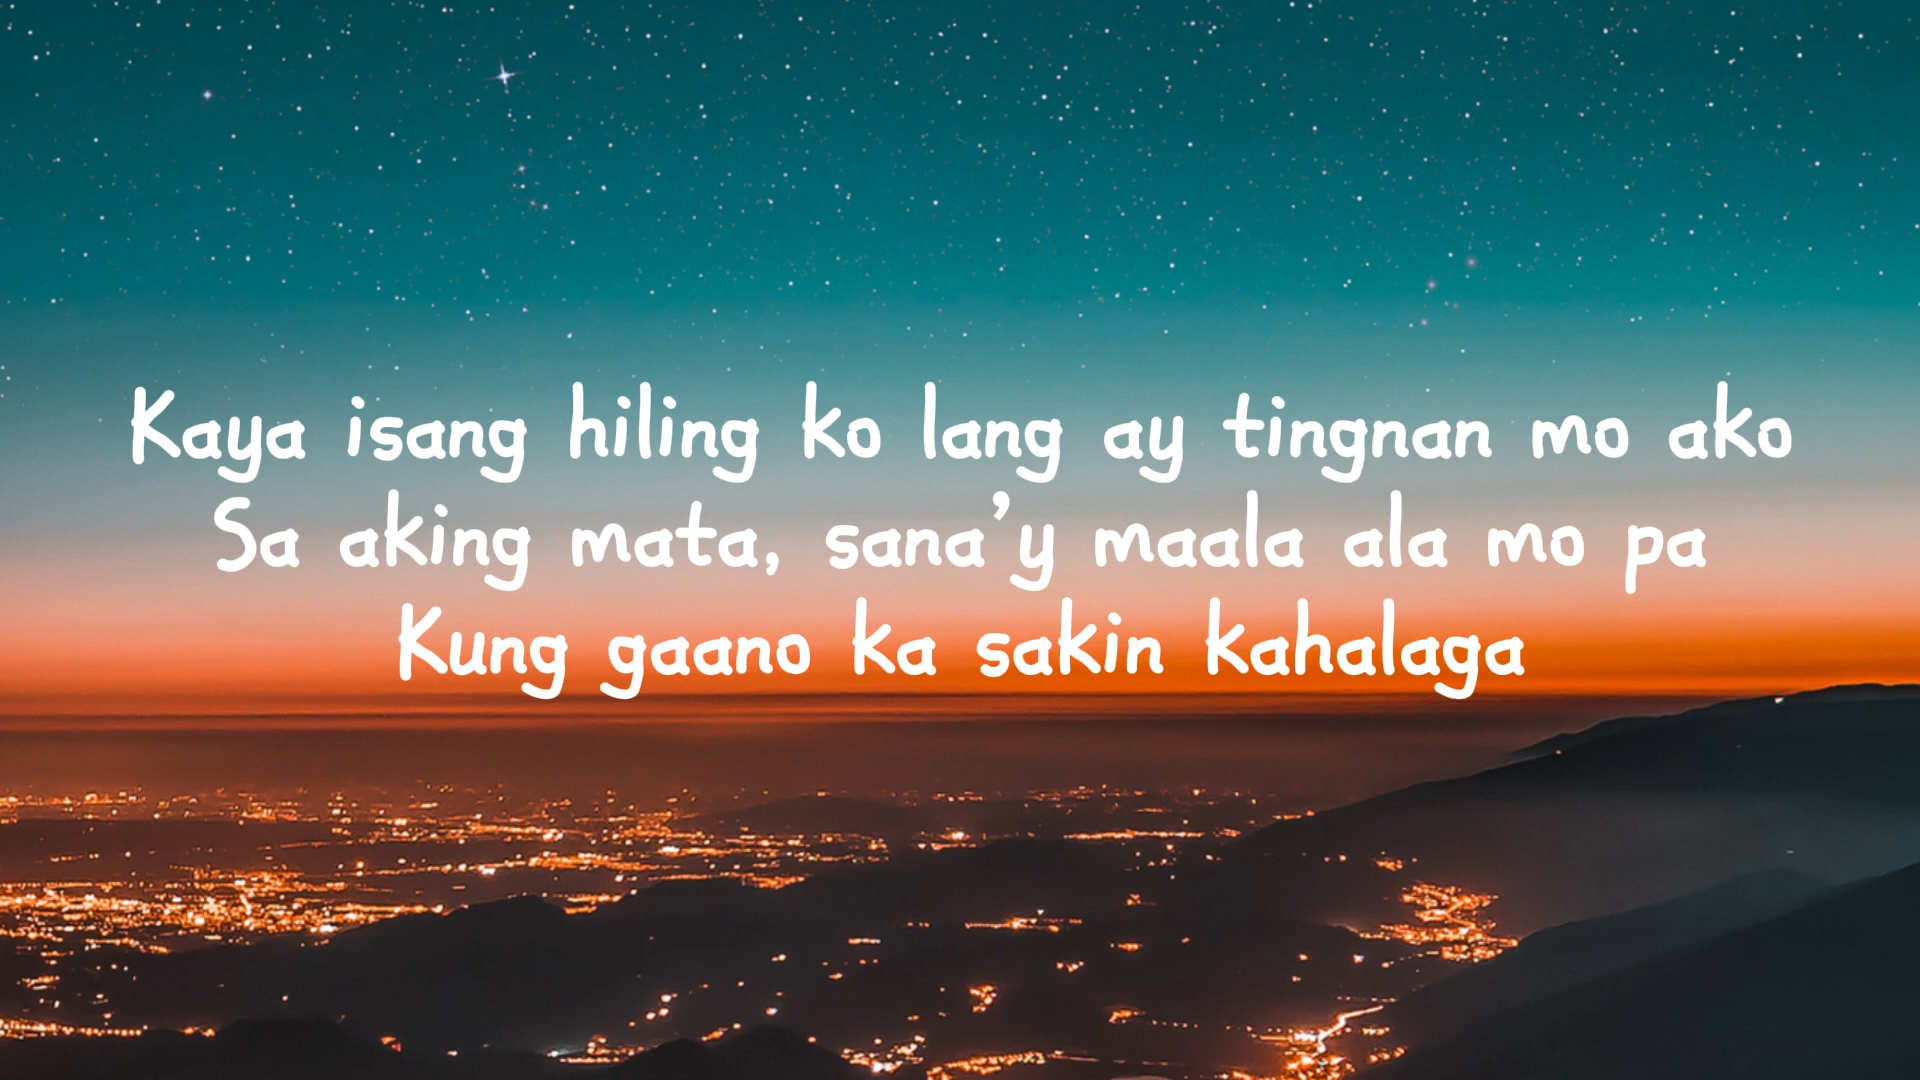 Kaya isang hiling ko lang ay tingnan mo ako
Sa aking mata, sana’y maala ala mo pa
Kung gaano ka sakin kahalaga